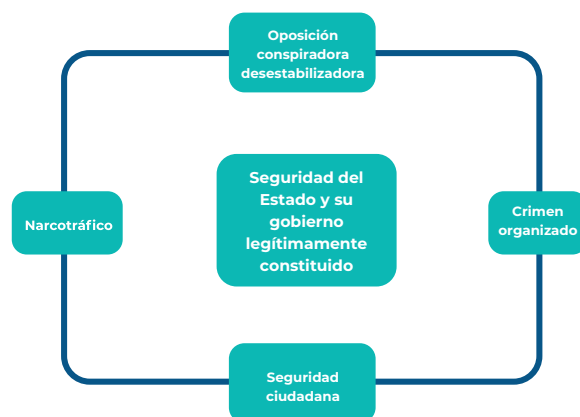 Oposición
conspiradora
desestabilizadora
Seguridad del
Estado y su
gobierno
legítimamente
constituido
Narcotráfico
Crimen
organizado
Seguridad
ciudadana